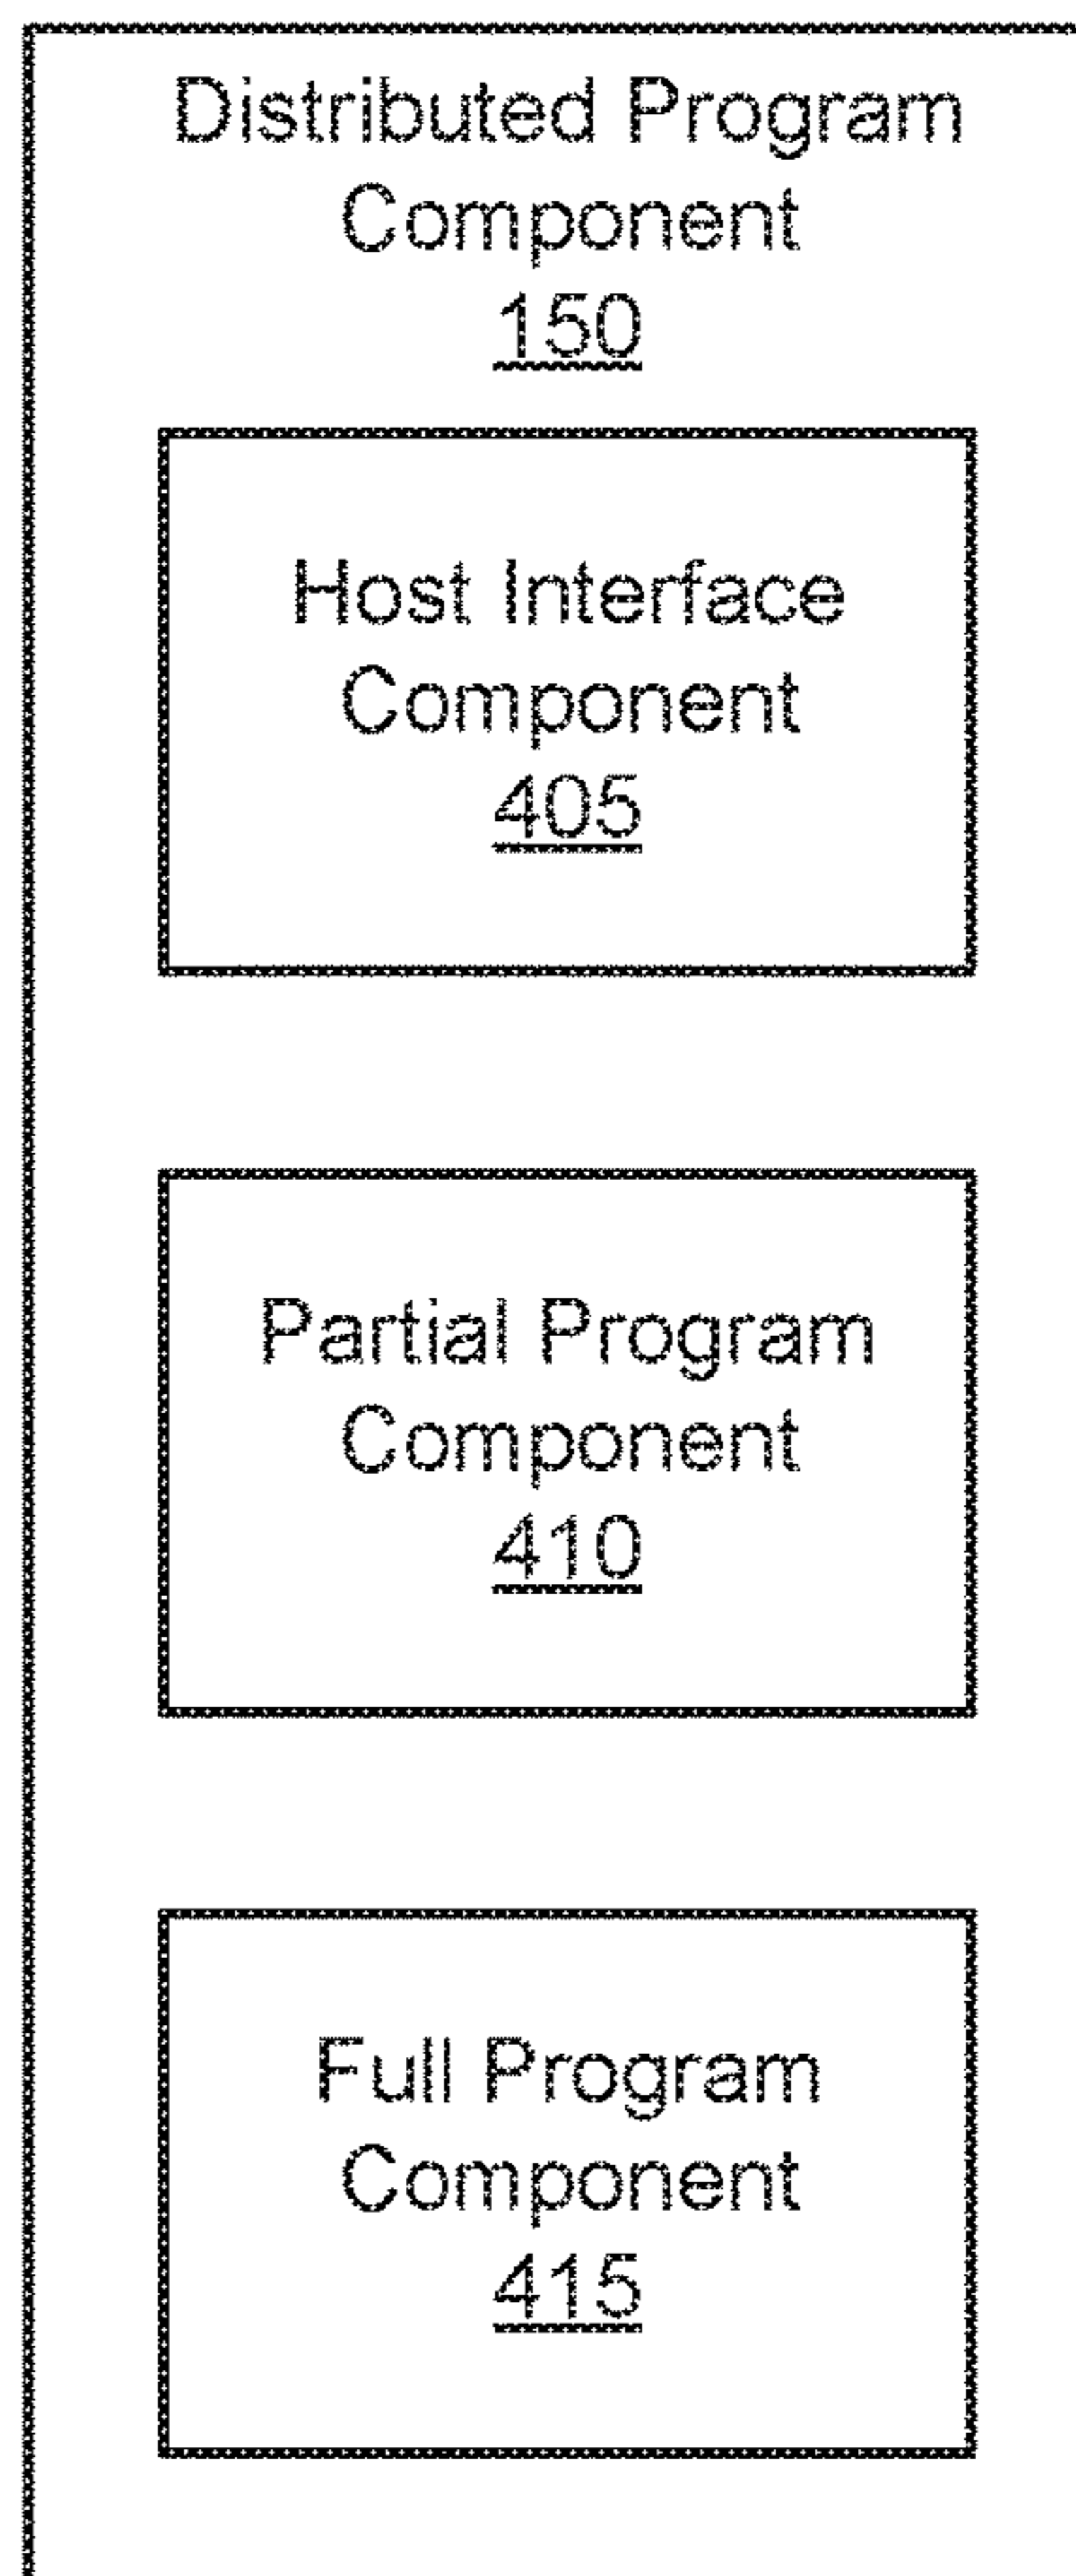 Distributed Program
Component
150
Host Interface
Component
405
Partial Program
Component
410
Full Program
Component
415